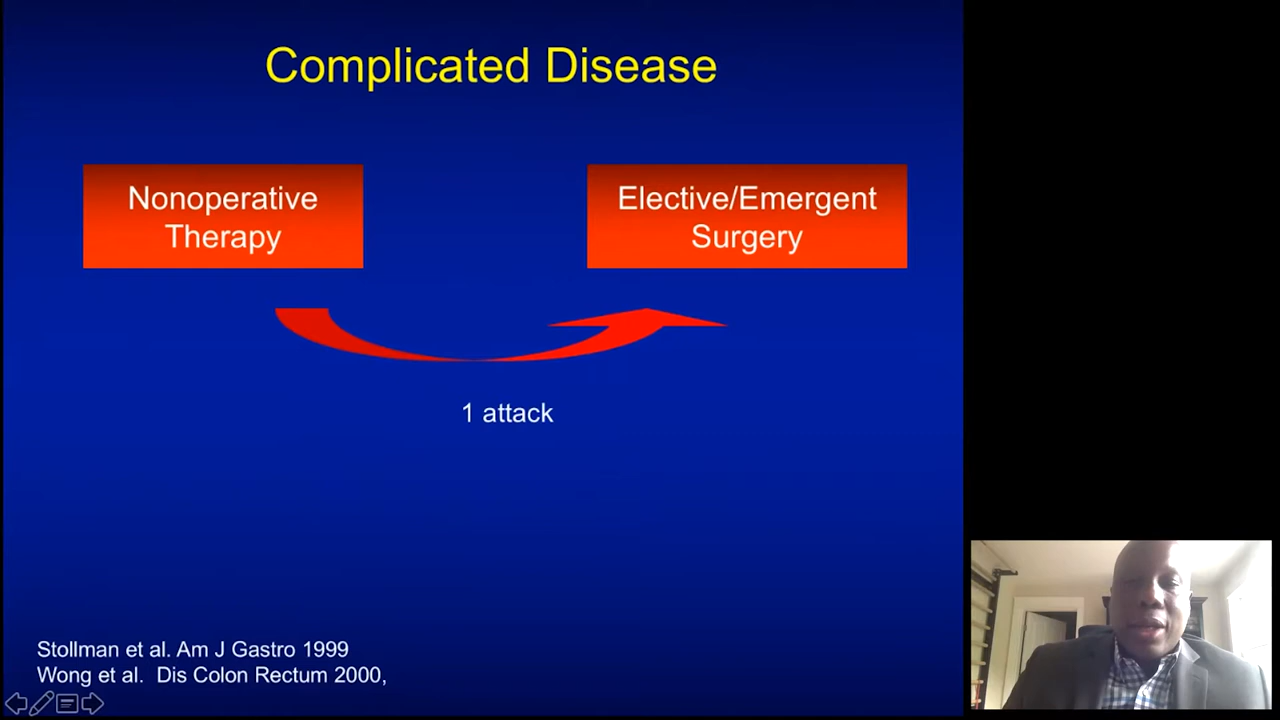 Complicated Disease
Nonoperative
Therapy
Elective/Emergent
Surgery
1 attack
Stollman et al. Am J Gastro 1999
Wong et al. Dis Colon Rectum 2000,